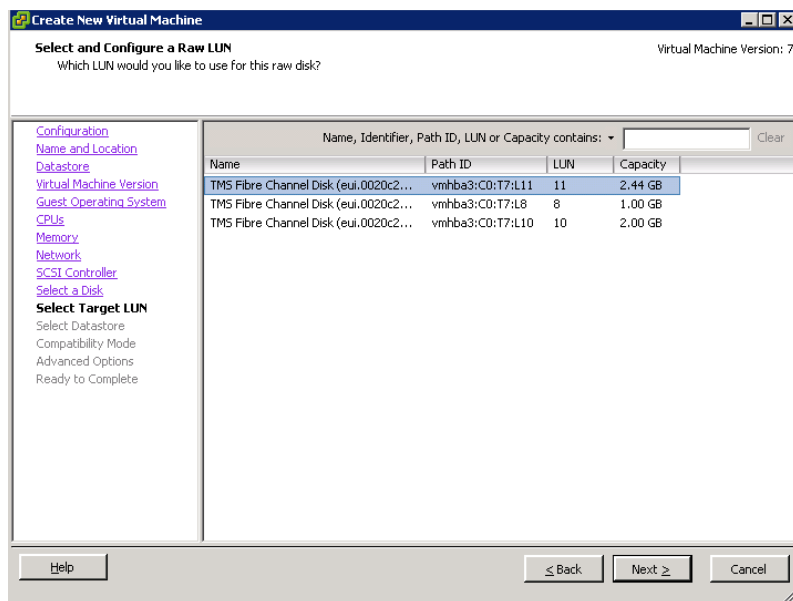 Create New Virtual Machine
Select and Configure a Raw LUN
Which LUN would you like to use for this raw disk?
Virtual Machine Version: 7
Configuration
Name and Location
Datastore
Virtual Machine Version
Guest Operating System
CPUs
Memory
Network
SCSI Controller
Select a Disk
Select Target LUN
Select Datastore
Compatibility Mode
Advanced Options
Ready to Complete
Name, Identifier, Path ID, LUN or Capacity contains: Clear
Name Path ID LUN Capacity
TMS Fibre Channel Disk (eui.0020c2... vmhba3:C0:T7:L11 11 2.44 GB
TMS Fibre Channel Disk (eui.0020c2... vmhba3:C0:T7:L8 8 1.00 GB
TMS Fibre Channel Disk (eui.0020c2... vmhba3:C0:T7:L10 10 2.00 GB
Help < Back Next > Cancel